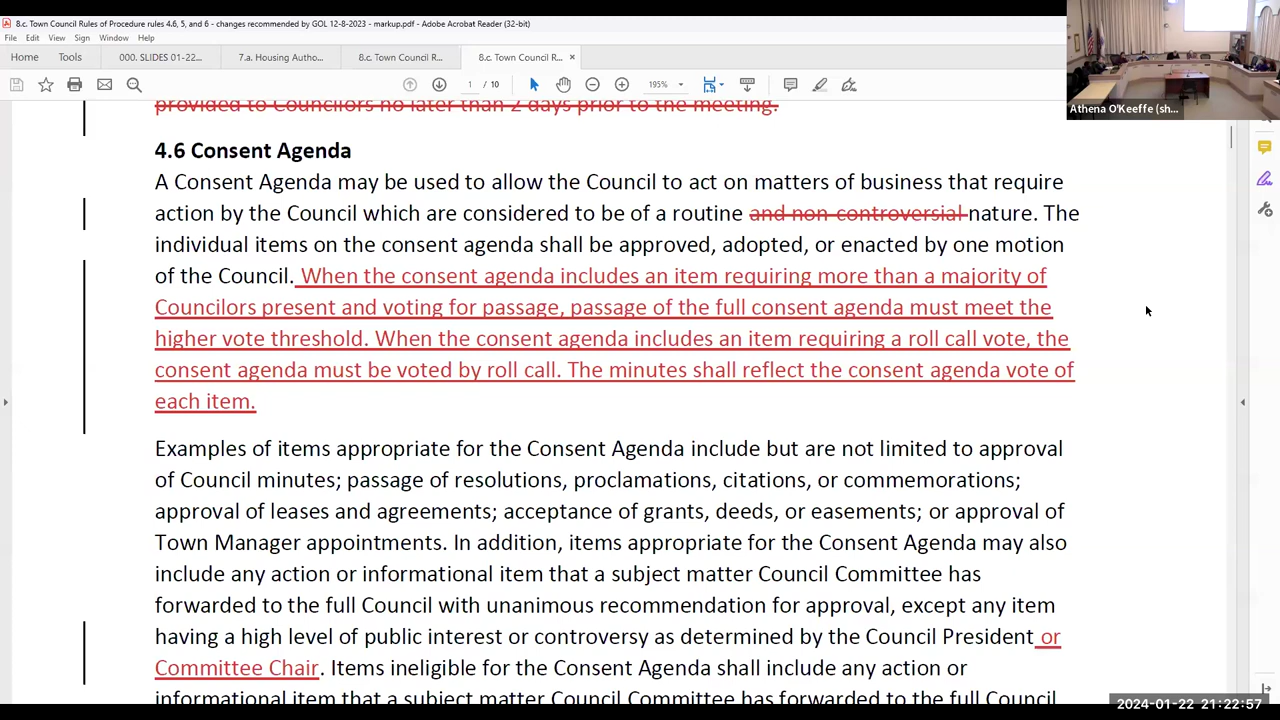 8.c. Town Council Rules of Procedure rules 4.6, 5, and 6 - changes recommended by GOL 12-8-2023 - markup.pdf - Adobe Acrobat Reader (32-bit)
File Edit View Sign Window Help
Home Tools 000. SLIDES 01-22... 7.a. Housing Autho... 8.c. Town Council R... 8.c. Town Council R... ×
1 / 10 195%
Athena O'Keeffe (sh...
provided to Councilors no later than 2 days prior to the meeting.
4.6 Consent Agenda
A Consent Agenda may be used to allow the Council to act on matters of business that require
action by the Council which are considered to be of a routine and non-controversial nature. The
individual items on the consent agenda shall be approved, adopted, or enacted by one motion
of the Council. When the consent agenda includes an item requiring more than a majority of
Councilors present and voting for passage, passage of the full consent agenda must meet the
higher vote threshold. When the consent agenda includes an item requiring a roll call vote, the
consent agenda must be voted by roll call. The minutes shall reflect the consent agenda vote of
each item.
Examples of items appropriate for the Consent Agenda include but are not limited to approval
of Council minutes; passage of resolutions, proclamations, citations, or commemorations;
approval of leases and agreements; acceptance of grants, deeds, or easements; or approval of
Town Manager appointments. In addition, items appropriate for the Consent Agenda may also
include any action or informational item that a subject matter Council Committee has
forwarded to the full Council with unanimous recommendation for approval, except any item
having a high level of public interest or controversy as determined by the Council President or
Committee Chair. Items ineligible for the Consent Agenda shall include any action or
informational item that a subject matter Council Committee has forwarded to the full Council
2024-01-22 21:22:57